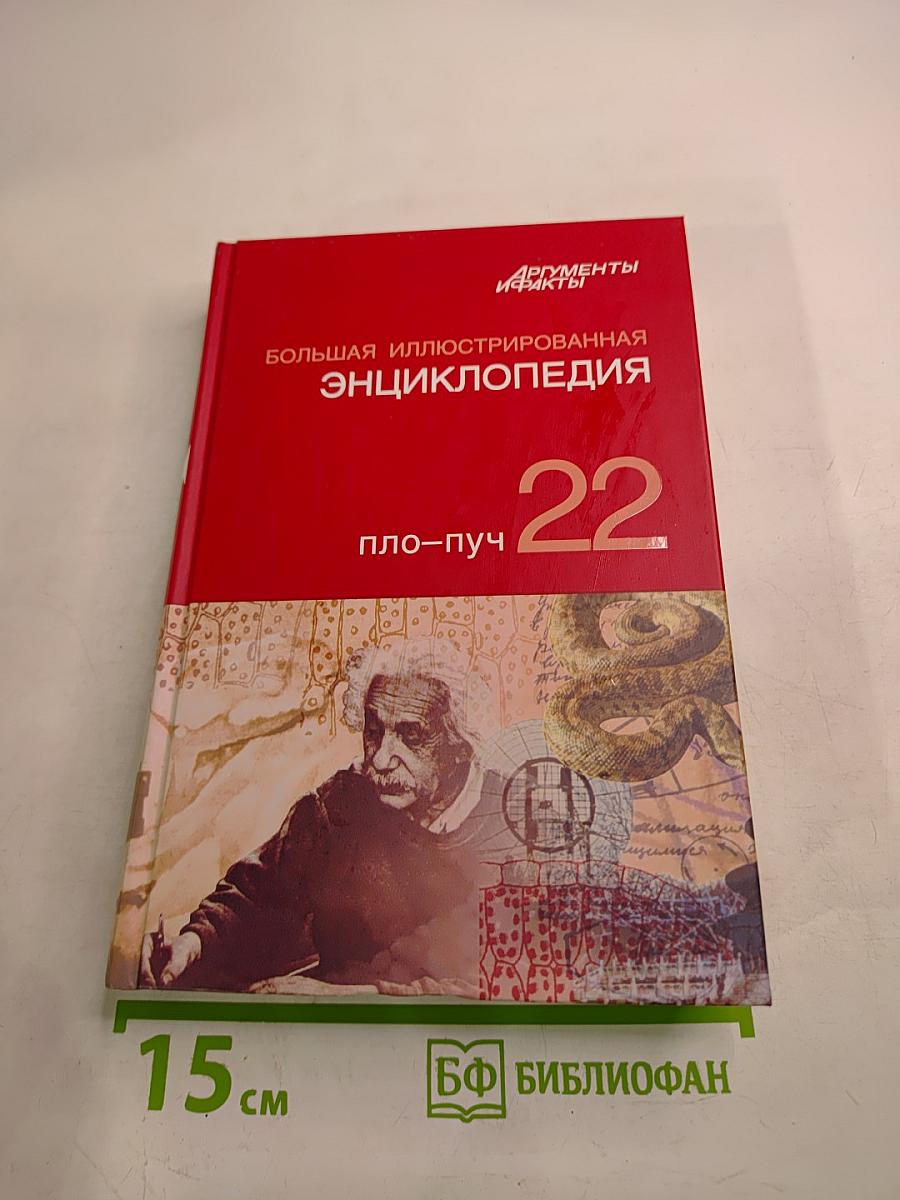 АРГУМЕНТЫ
И ФАКТЫ
БОЛЬШАЯ ИЛЛЮСТРИРОВАННАЯ
ЭНЦИКЛОПЕДИЯ
пло–пуч 22
15 см
БФ БИБЛИОФАН